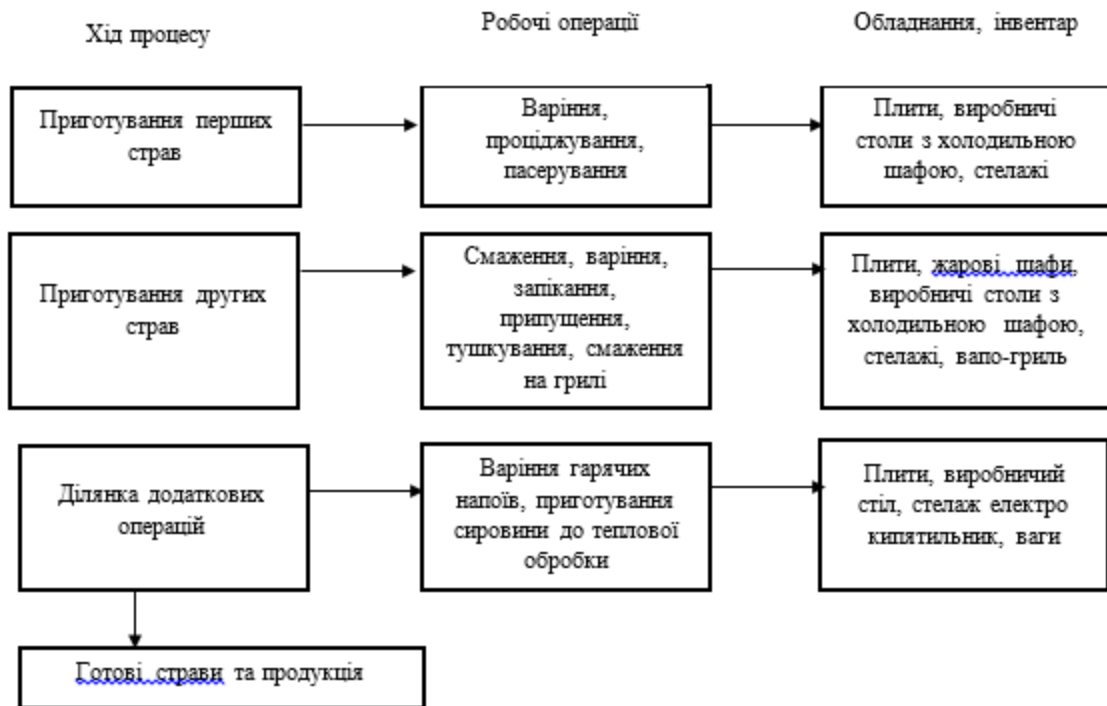 Хід процесу
Робочі операції
Обладнання, інвентар
Приготування перших
страв
Варіння,
проціджування,
пасерування
Плити, виробничі
столи з холодильною
шафою, стелажі
Приготування других
страв
Смаження, варіння,
запікання,
припущення,
тушкування, смаження
на грилі
Плити, жарові шафи,
виробничі столи з
холодильною шафою,
стелажі, вапо-гриль
Ділянка додаткових
операцій
Варіння гарячих
напоїв, приготування
сировини до теплової
обробки
Плити, виробничий
стіл, стелаж електро
кипятильник, ваги
Готові страви та продукція